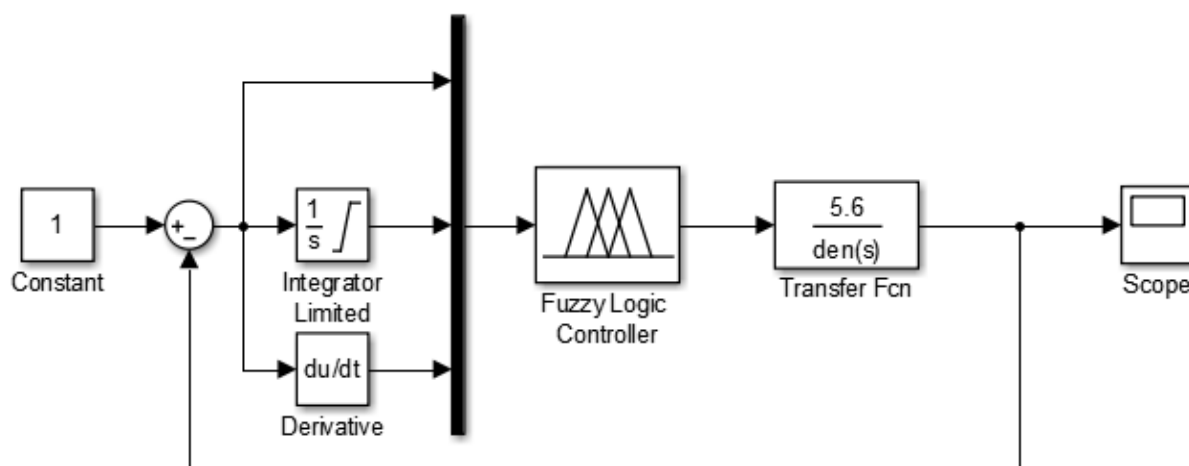 1
Constant
+
−
1
s
Integrator
Limited
du/dt
Derivative
Fuzzy Logic
Controller
5.6
den(s)
Transfer Fcn
Scope